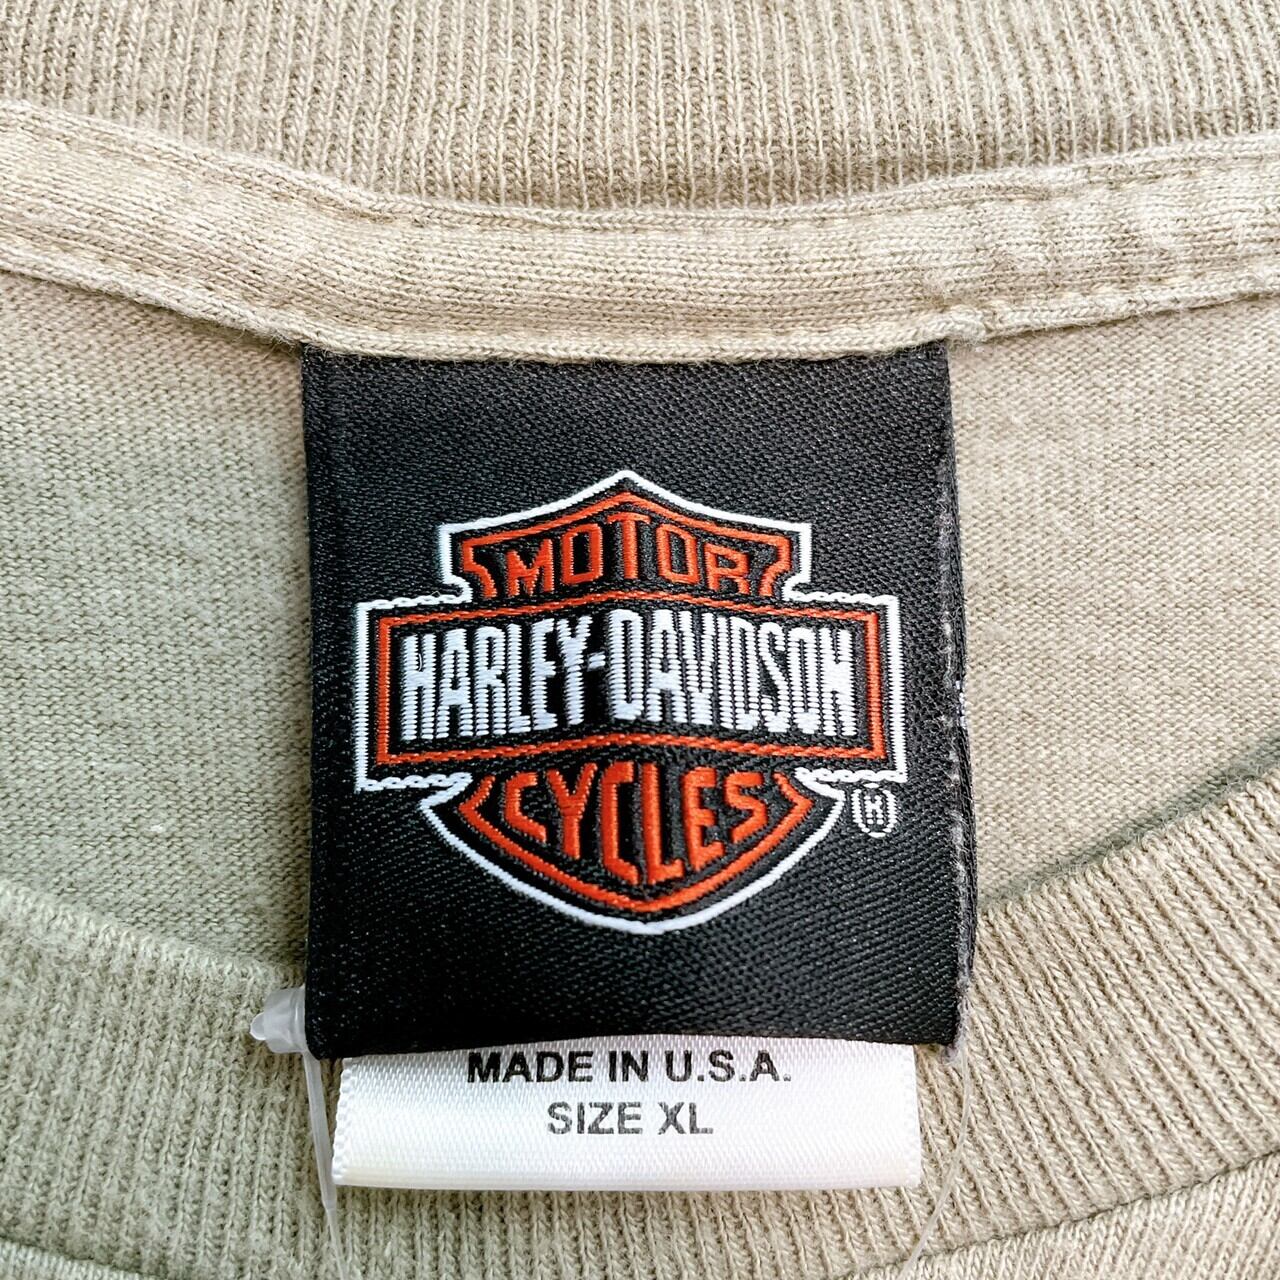 MOTOR
HARLEY-DAVIDSON
CYCLES
®
MADE IN U.S.A.
SIZE XL